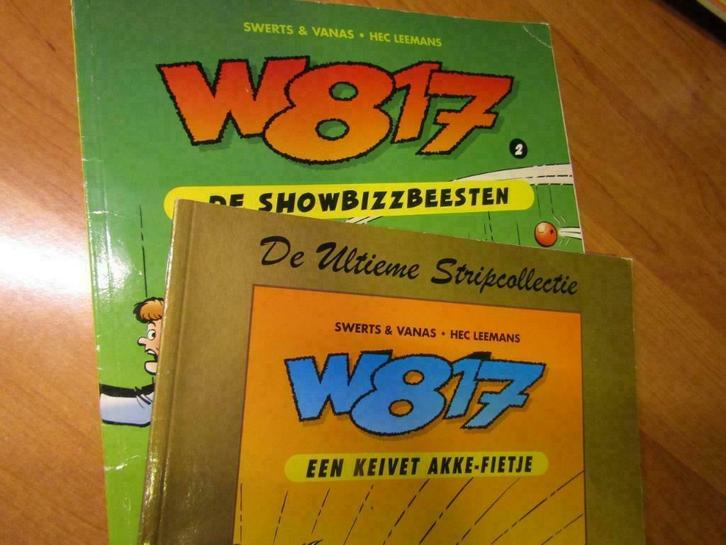 SWERTS & VANAS • HEC LEEMANS
W817
2
DE SHOWBIZZBEESTEN
De Ultieme Stripcollectie
SWERTS & VANAS • HEC LEEMANS
W817
EEN KEIVET AKKE-FIETJE